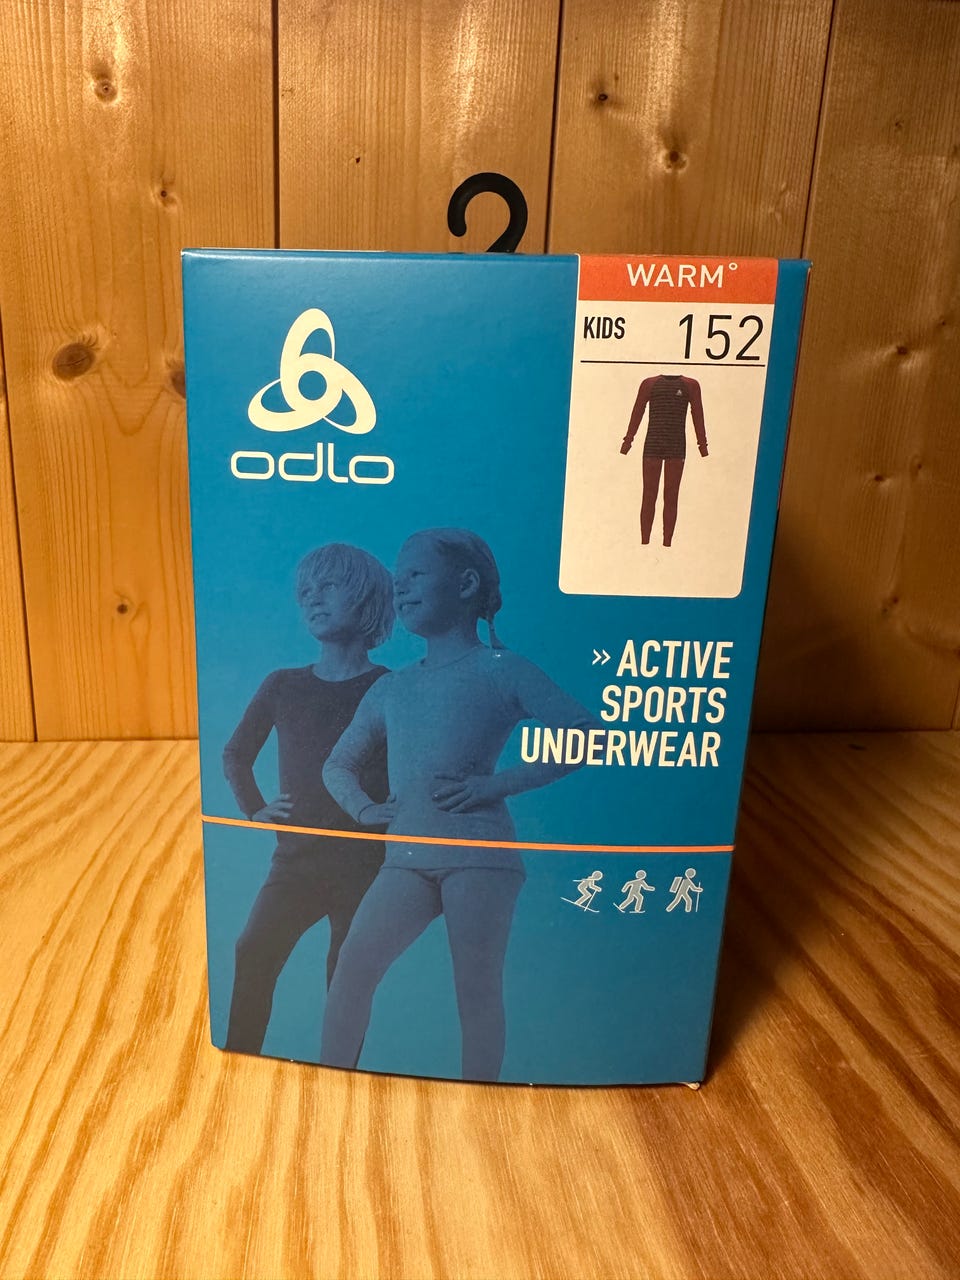 WARM°
KIDS 152
odlo
» ACTIVE
SPORTS
UNDERWEAR